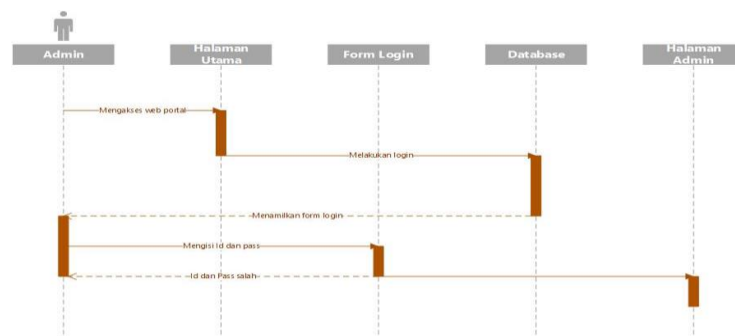 Admin
Halaman
Utama
Form Login
Database
Halaman
Admin
Mengakses web portal
Melakukan login
Menamilkan form login
Mengisi Id dan pass
Id dan Pass salah